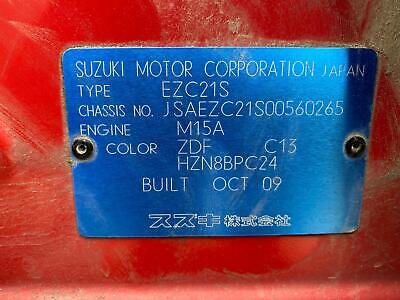 SUZUKI MOTOR CORPORATION JAPAN
TYPE EZC21S
CHASSIS NO. JSAEZC21S00560265
ENGINE M15A
COLOR ZDF C13
HZN8BPC24
BUILT OCT 09
スズキ株式会社